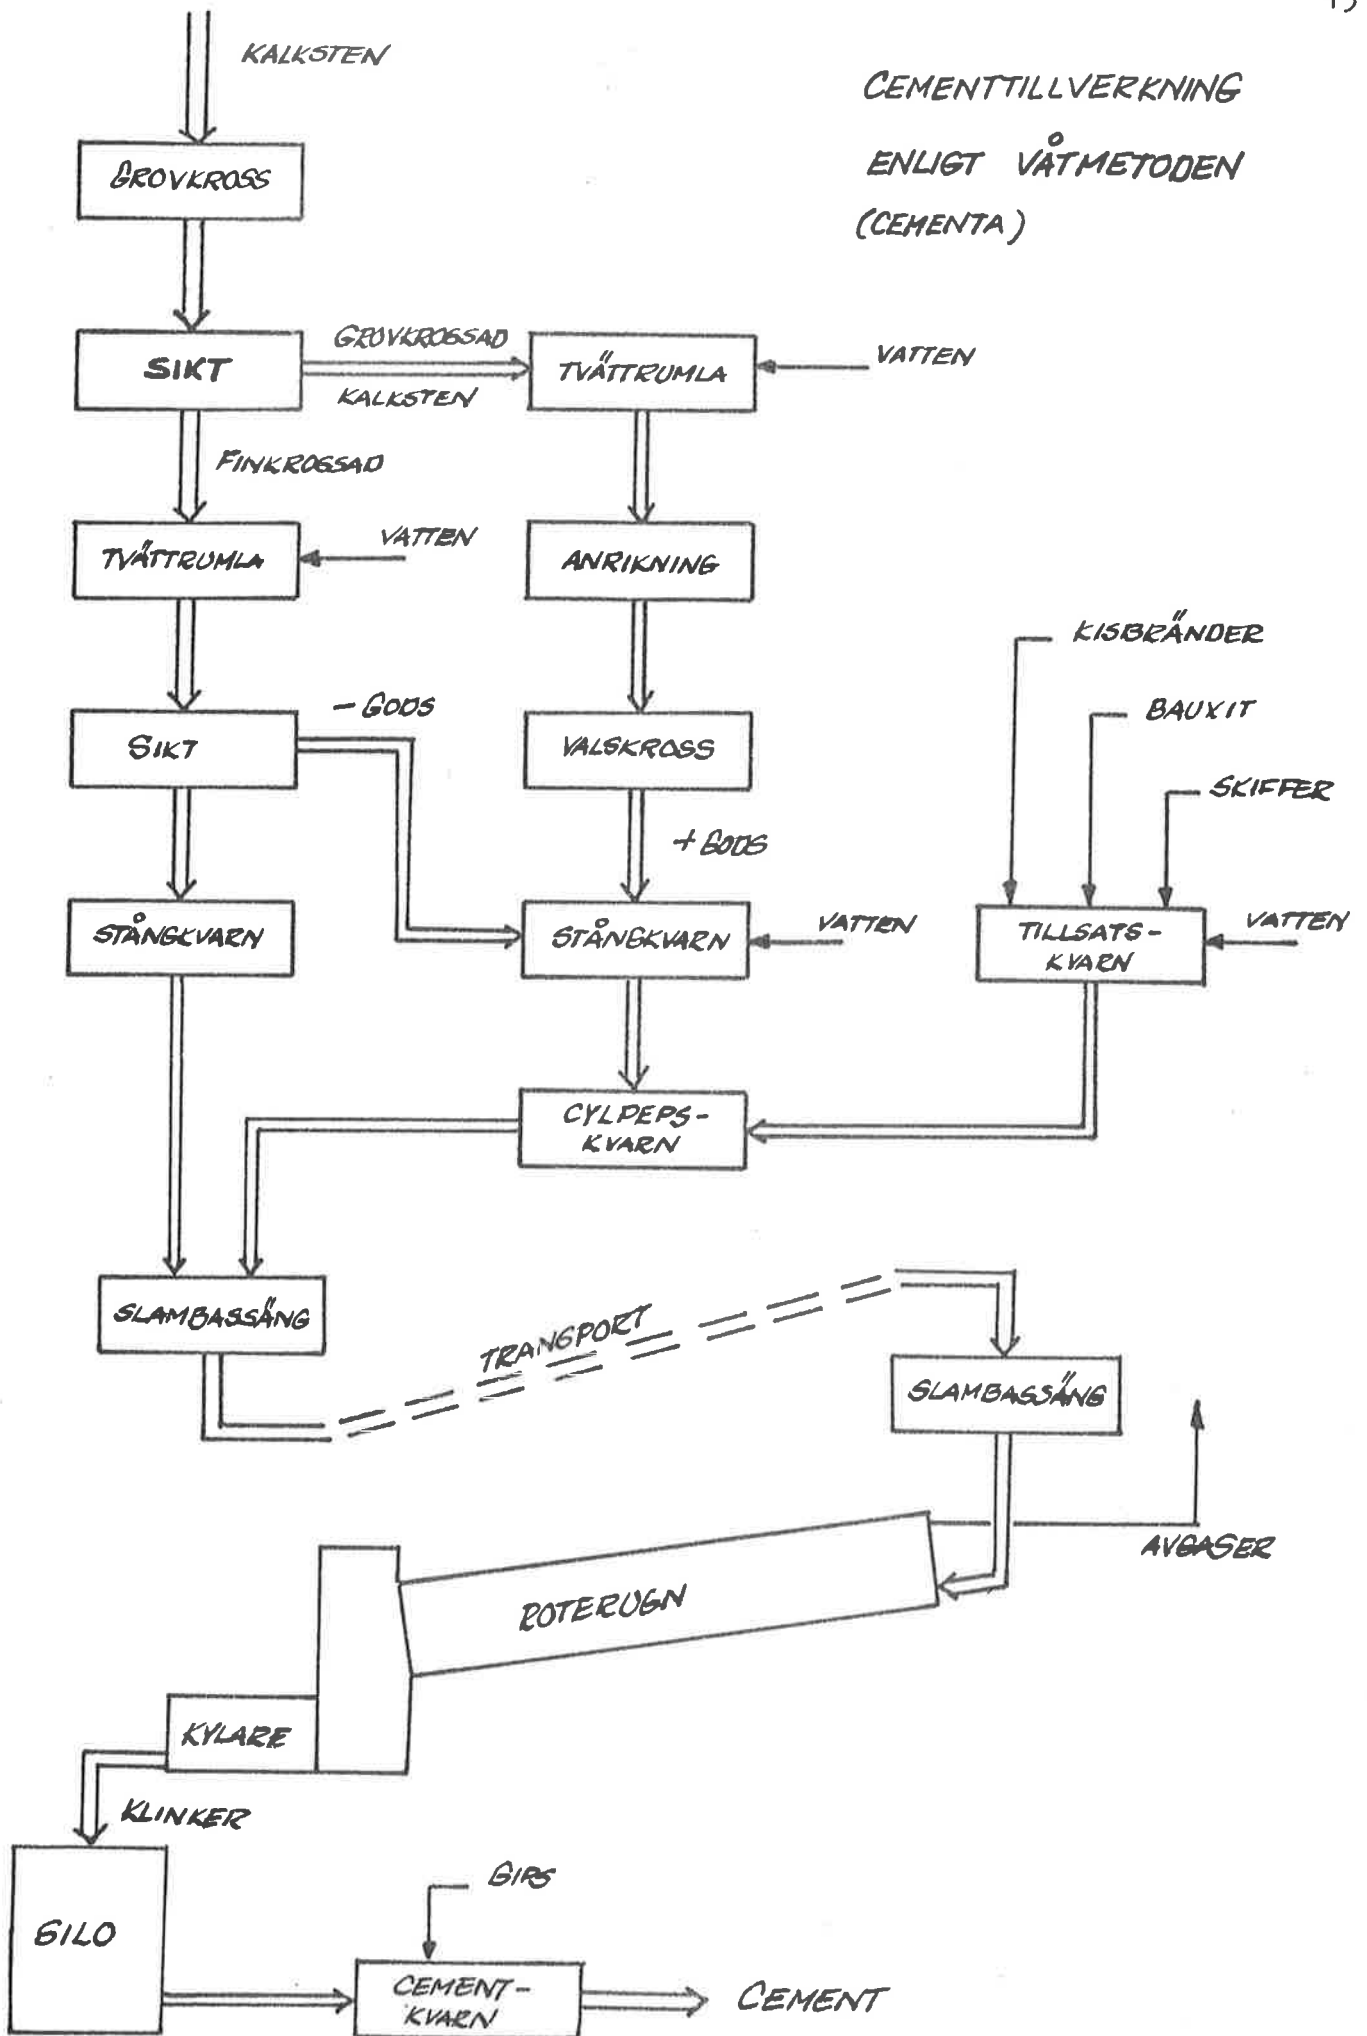 KALKSTEN
CEMENTTILLVERKNING
ENLIGT VÅTMETODEN
(CEMENTA)
GROVKROSS
SIKT
GROVKROSSAD
KALKSTEN
TVÄTTRUMLA
VATTEN
FINKROSSAD
TVÄTTRUMLA
VATTEN
ANRIKNING
KISBRÄNDER
BAUXIT
SKIFFER
SIKT
- GODS
VALSKROSS
+ GODS
STÅNGKVARN
STÅNGKVARN
VATTEN
TILLSATS-
KVARN
VATTEN
CYLPEPS-
KVARN
SLAMBASSÄNG
TRANSPORT
SLAMBASSÄNG
AVGASER
ROTERUGN
KYLARE
KLINKER
SILO
GIPS
CEMENT-
KVARN
CEMENT